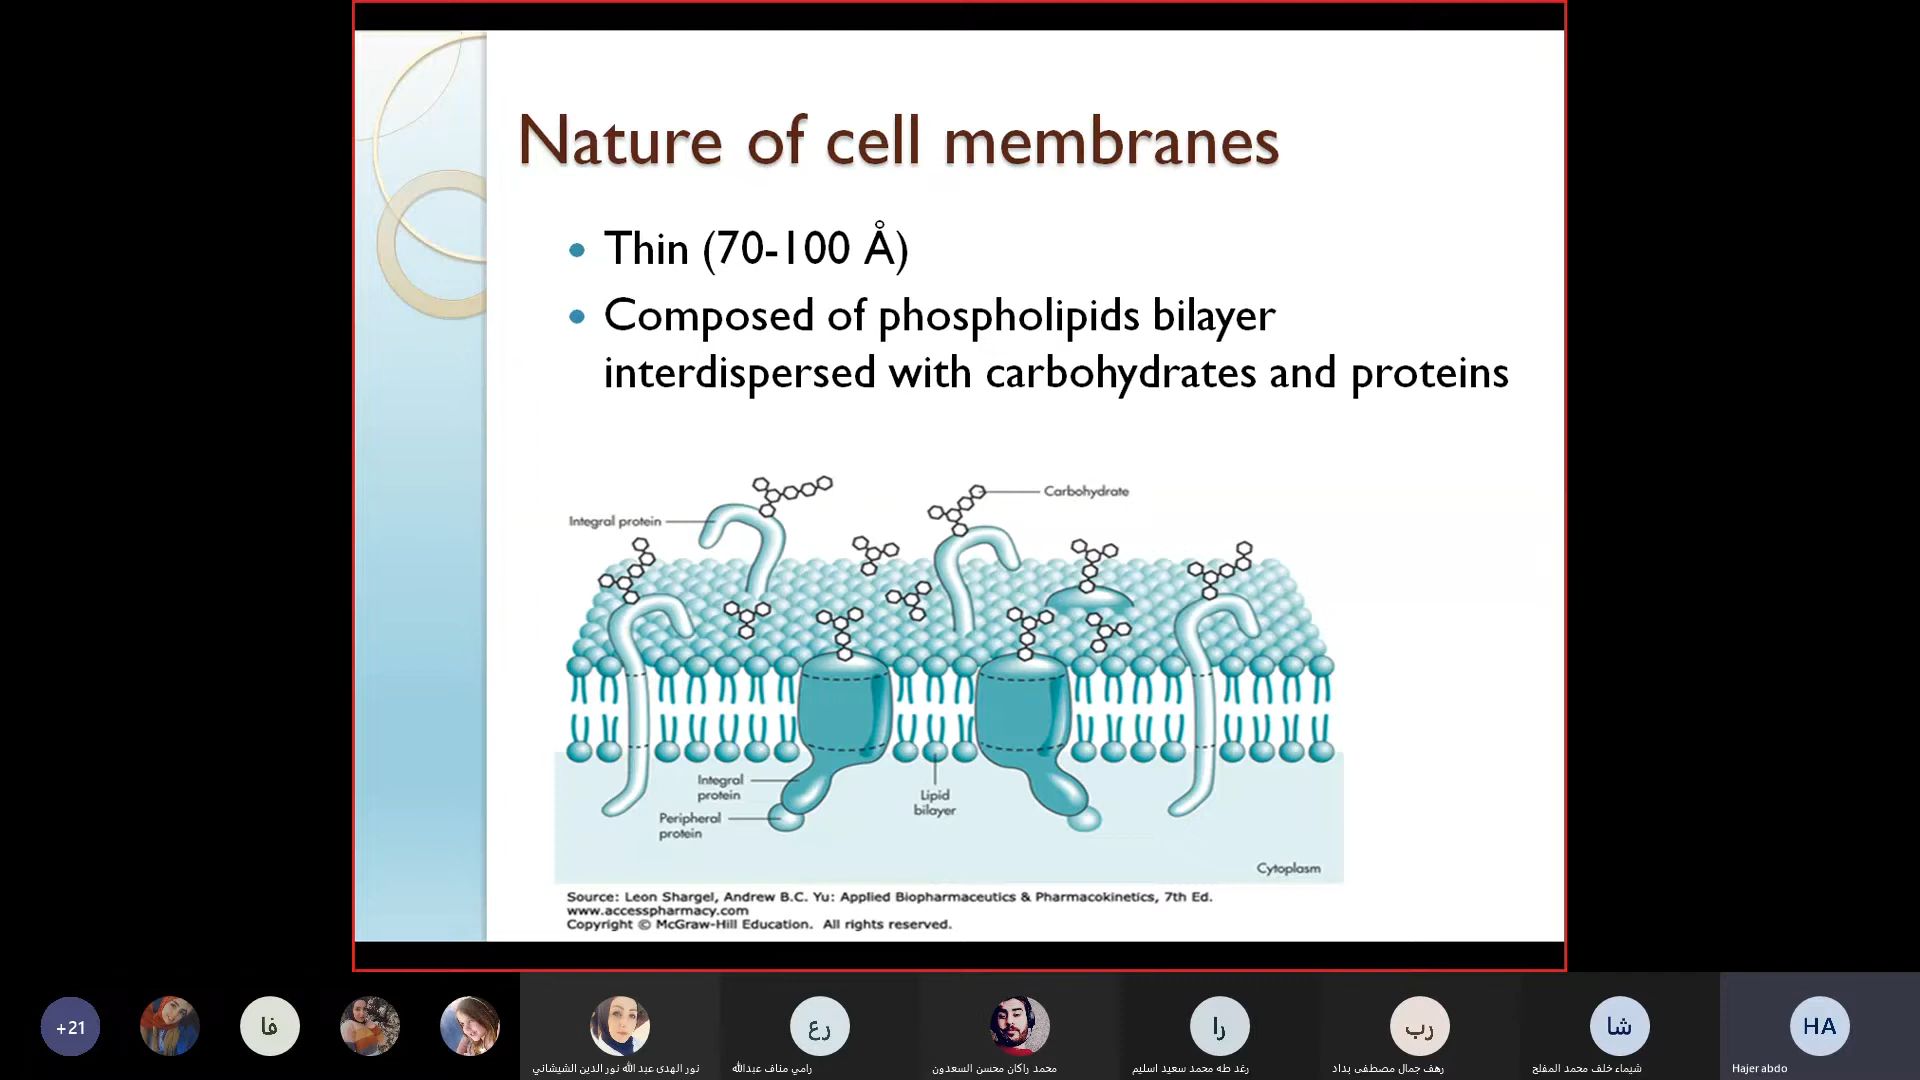 Nature of cell membranes
• Thin (70-100 Å)
• Composed of phospholipids bilayer
interdispersed with carbohydrates and proteins
Carbohydrate
Integral protein
Integral
protein
Peripheral
protein
Lipid
bilayer
Cytoplasm
Source: Leon Shargel, Andrew B.C. Yu: Applied Biopharmaceutics & Pharmacokinetics, 7th Ed.
www.accesspharmacy.com
Copyright © McGraw-Hill Education. All rights reserved.
+21
فا
رع
را
رب
شا
HA
نور الهدى عبد الله نور الدين الشيشاني
رامي مناف عبدالله
محمد راكان محسن السعدون
رغد طه محمد سعيد اسليم
رهف جمال مصطفى بداد
شيماء خلف محمد المفلح
Hajer abdo